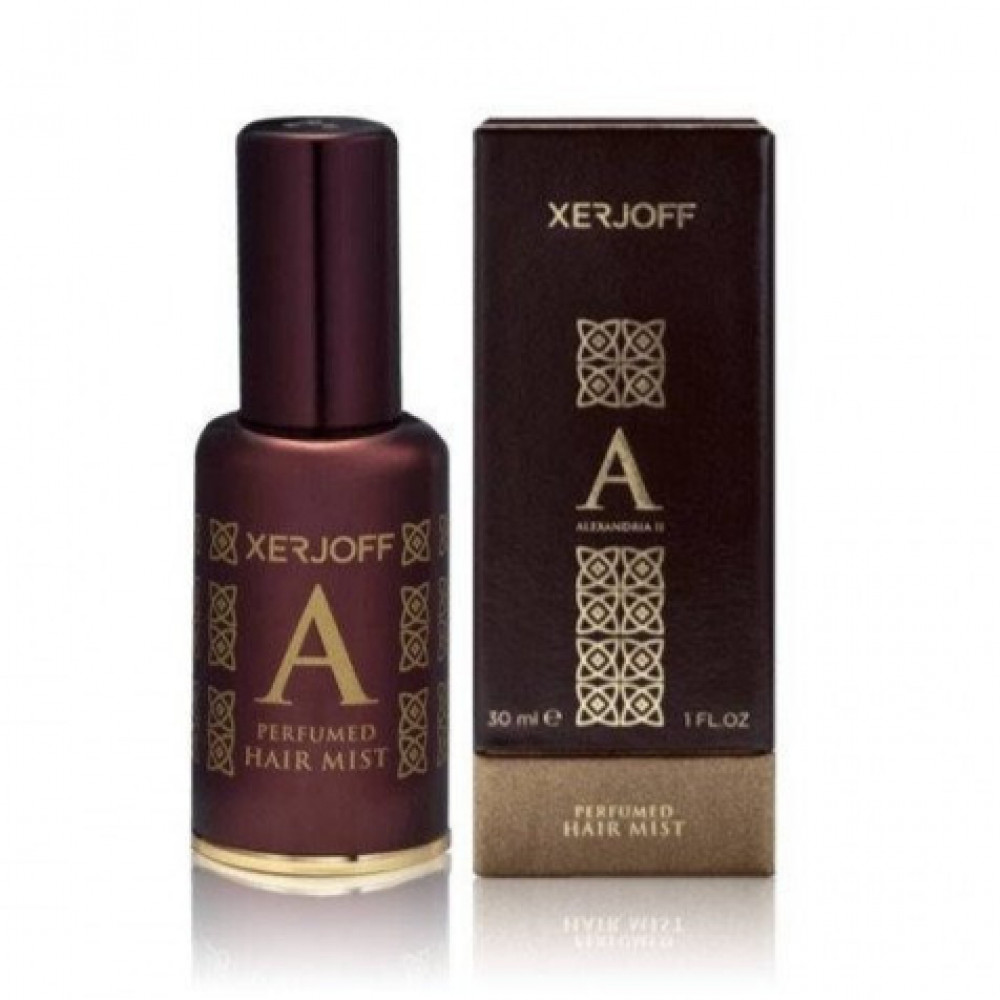 XERJOFF
A
PERFUMED
HAIR MIST
XERJOFF
A
ALEXANDRIA II
30 ml e 1 FL.OZ
PERFUMED
HAIR MIST